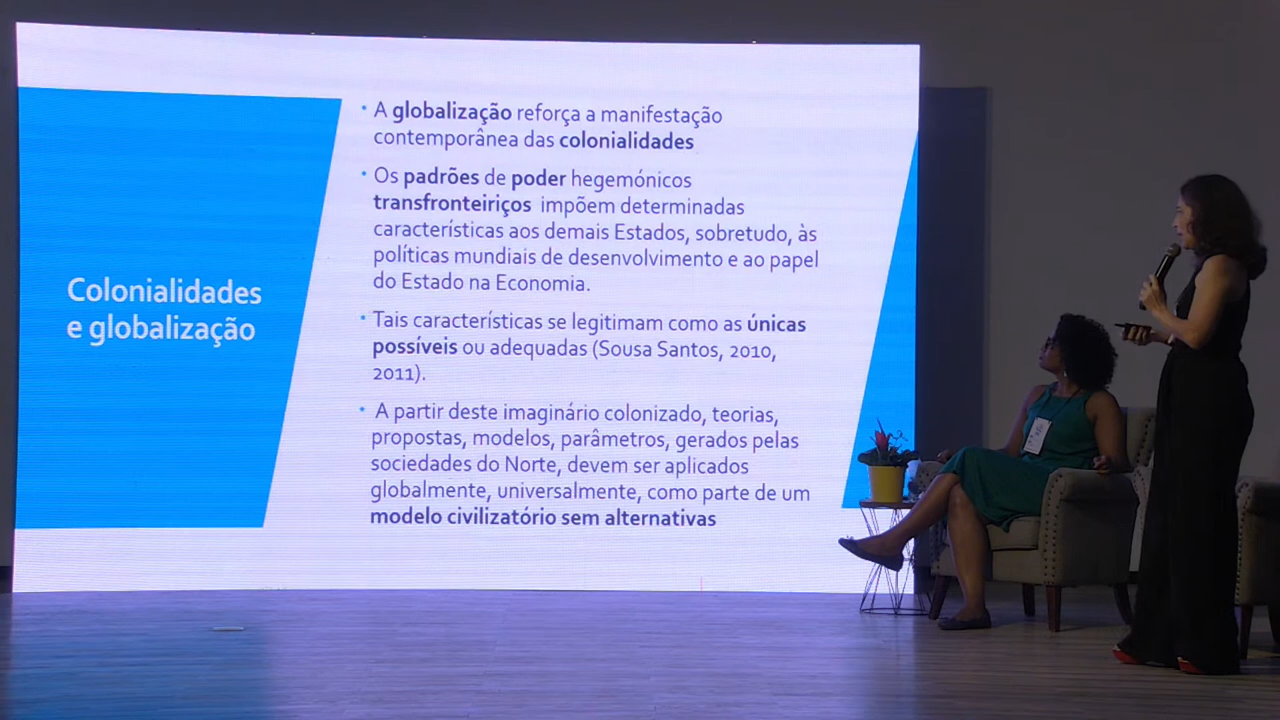 Colonialidades
e globalização
• A globalização reforça a manifestação
contemporânea das colonialidades
• Os padrões de poder hegemónicos
transfronteiriços impõem determinadas
características aos demais Estados, sobretudo, às
políticas mundiais de desenvolvimento e ao papel
do Estado na Economia.
• Tais características se legitimam como as únicas
possíveis ou adequadas (Sousa Santos, 2010,
2011).
• A partir deste imaginário colonizado, teorias,
propostas, modelos, parâmetros, gerados pelas
sociedades do Norte, devem ser aplicados
globalmente, universalmente, como parte de um
modelo civilizatório sem alternativas